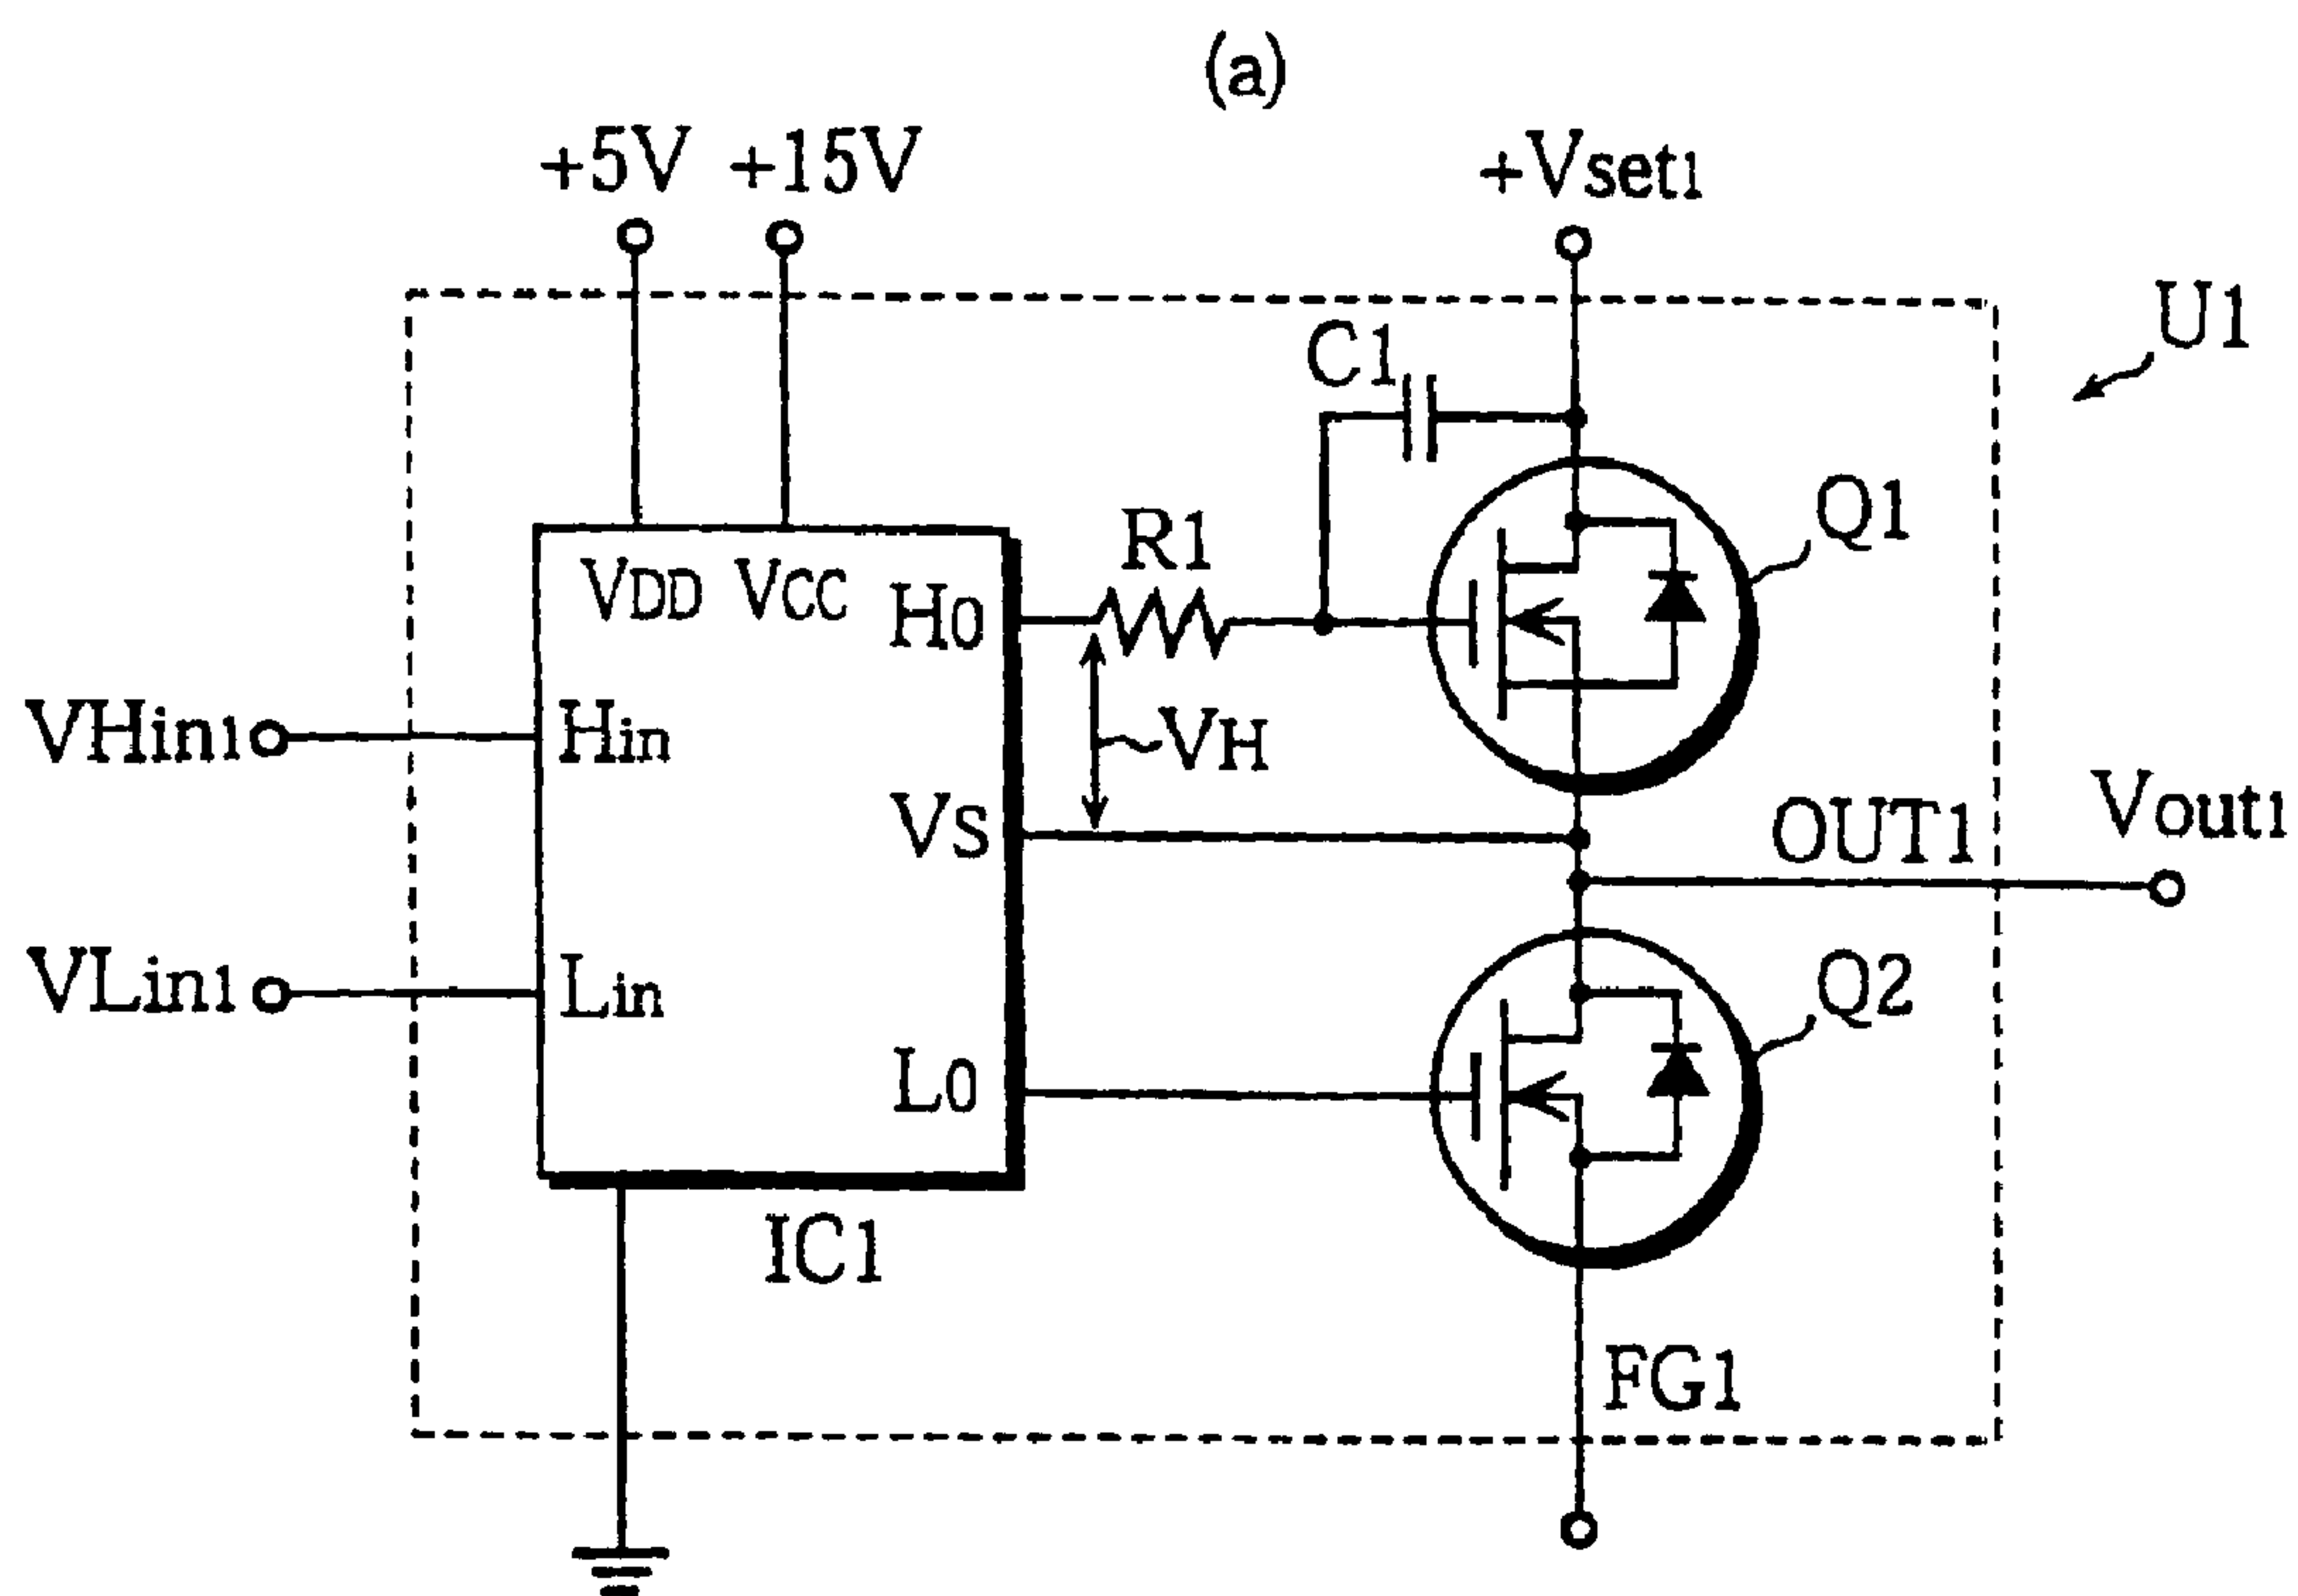 (a)
+5V +15V
+Vset1
U1
C1
Q1
R1
VDD VCC
H0
VHin1
Hin
VH
VS
OUT1
Vout1
VLin1
Lin
Q2
L0
IC1
FG1